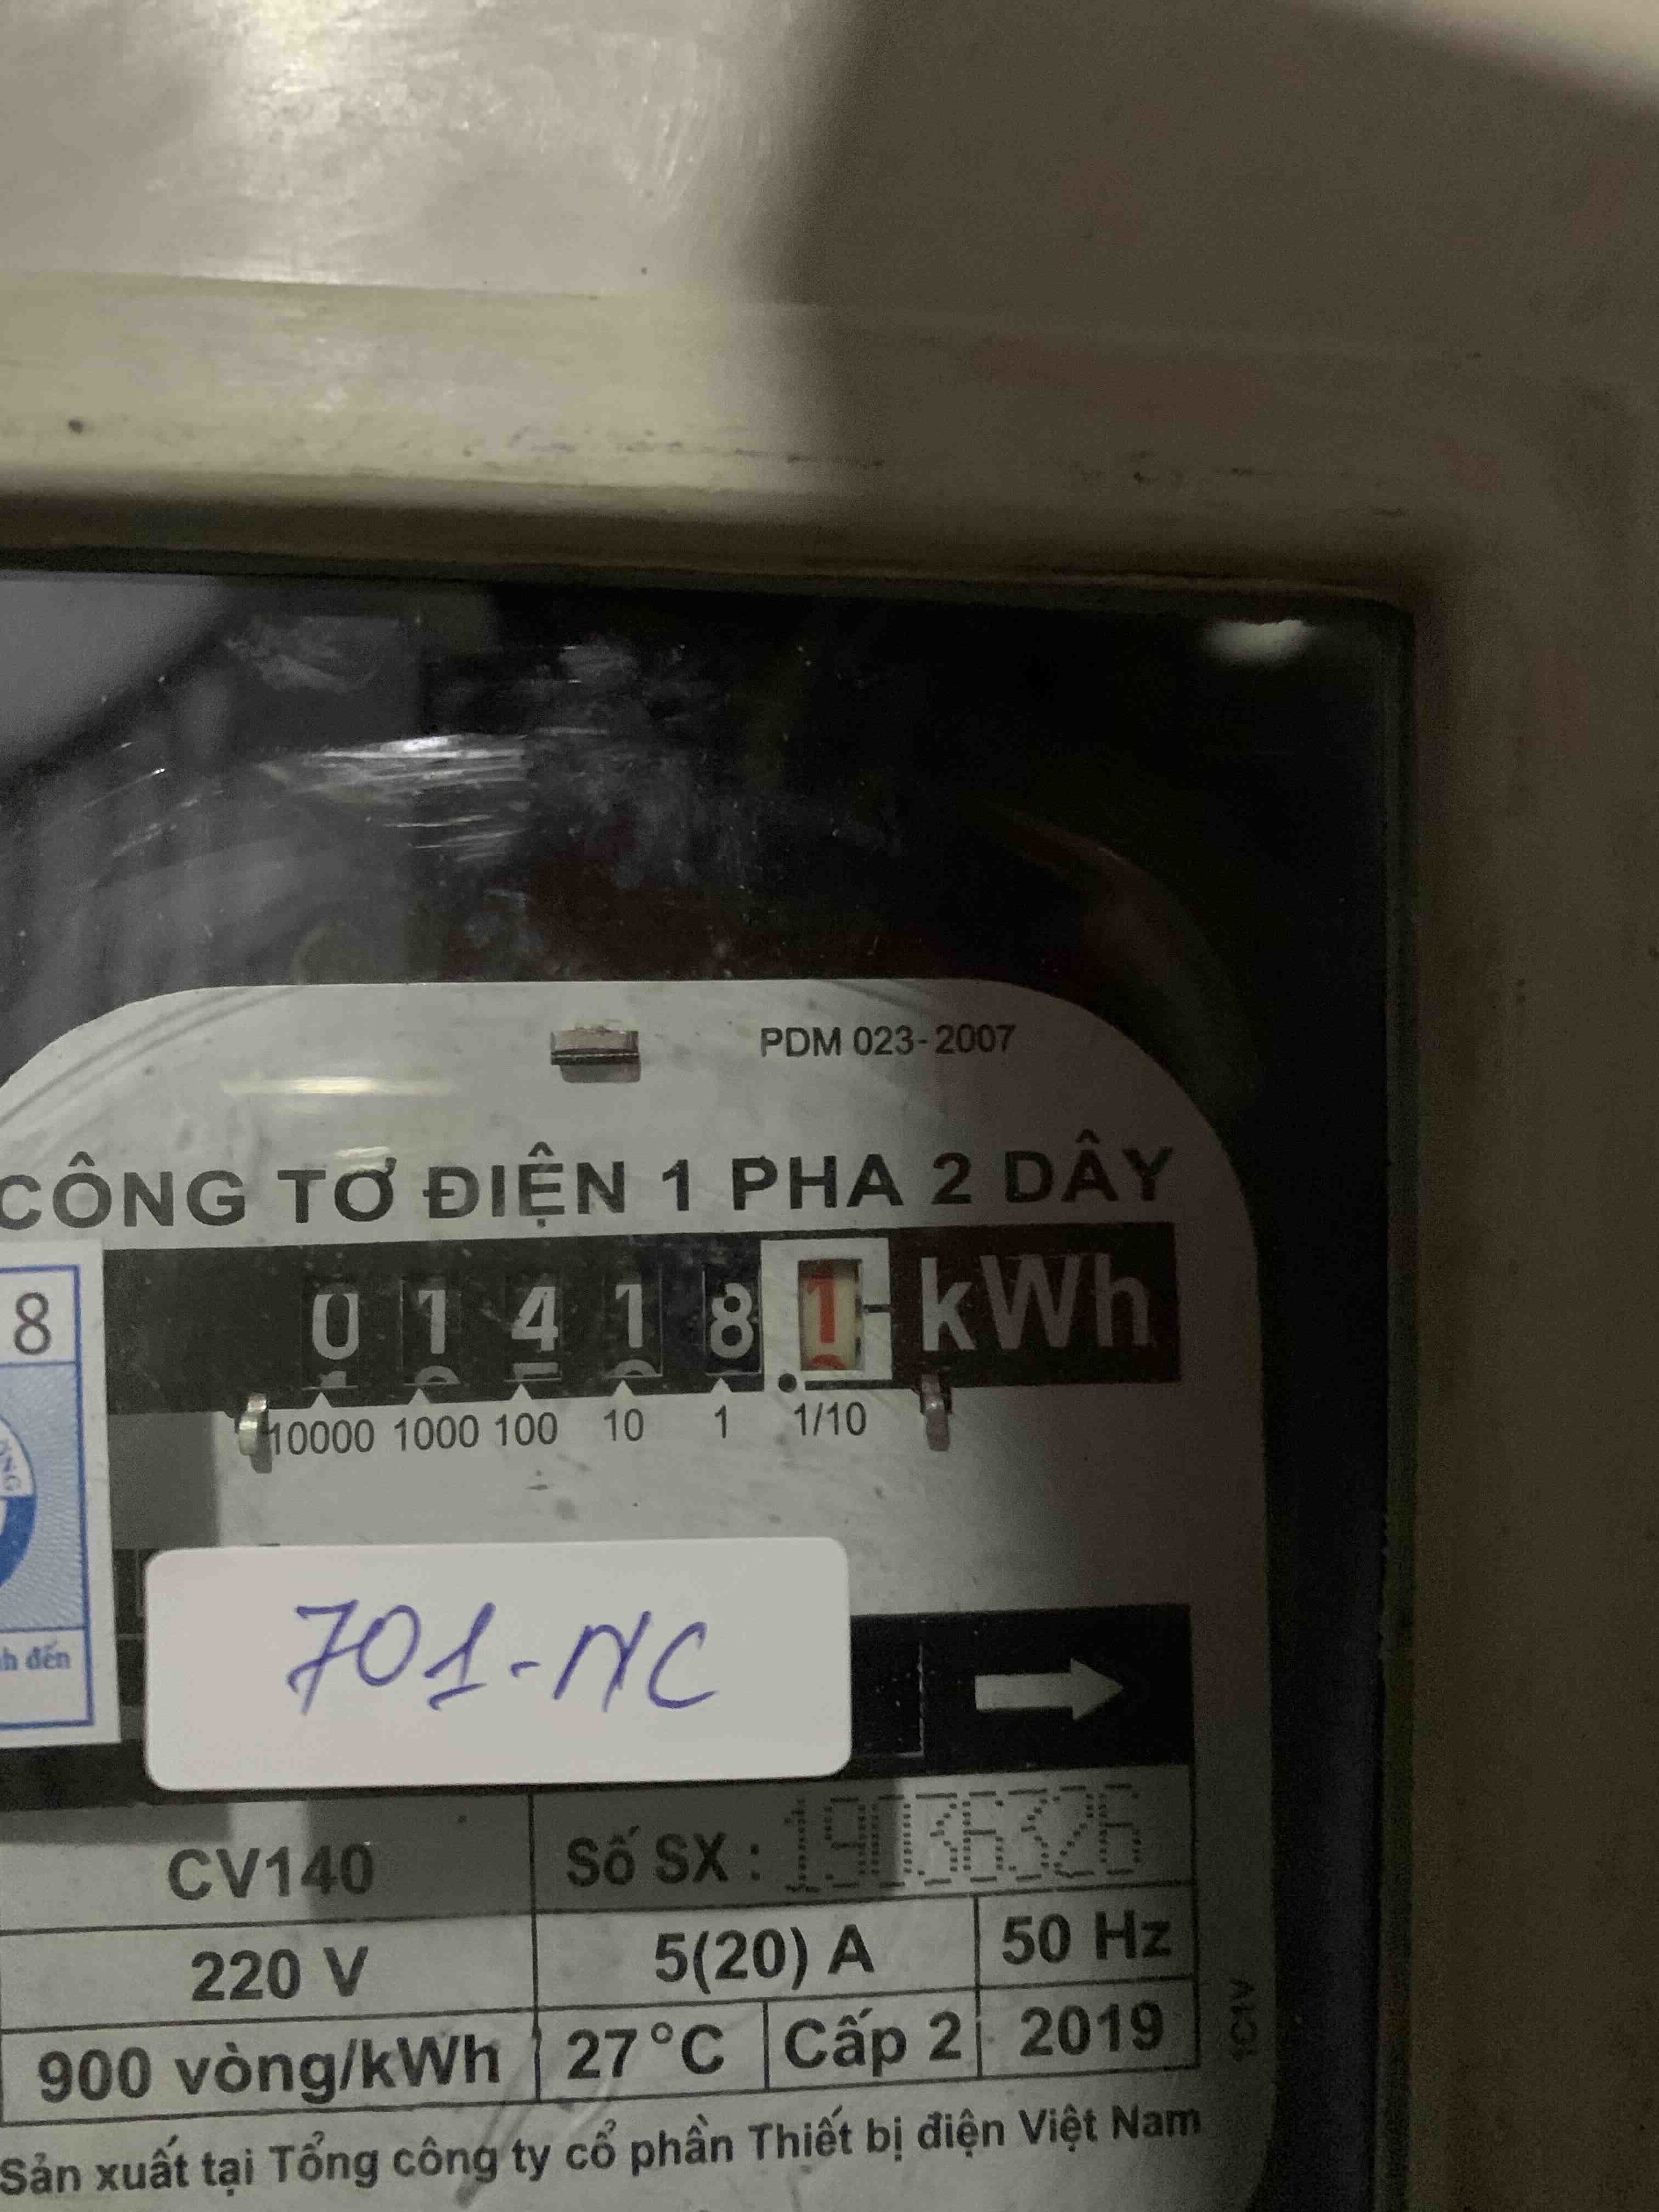 PDM 023-2007
CÔNG TƠ ĐIỆN 1 PHA 2 DÂY
8
0 1 4 1 8 1 kWh
10000 1000 100 10 1 1/10
701-NC
đến
CV140 Số SX : 19036326
220 V 5(20) A 50 Hz
900 vòng/kWh 27°C Cấp 2 2019
1C1V
Sản xuất tại Tổng công ty cổ phần Thiết bị điện Việt Nam